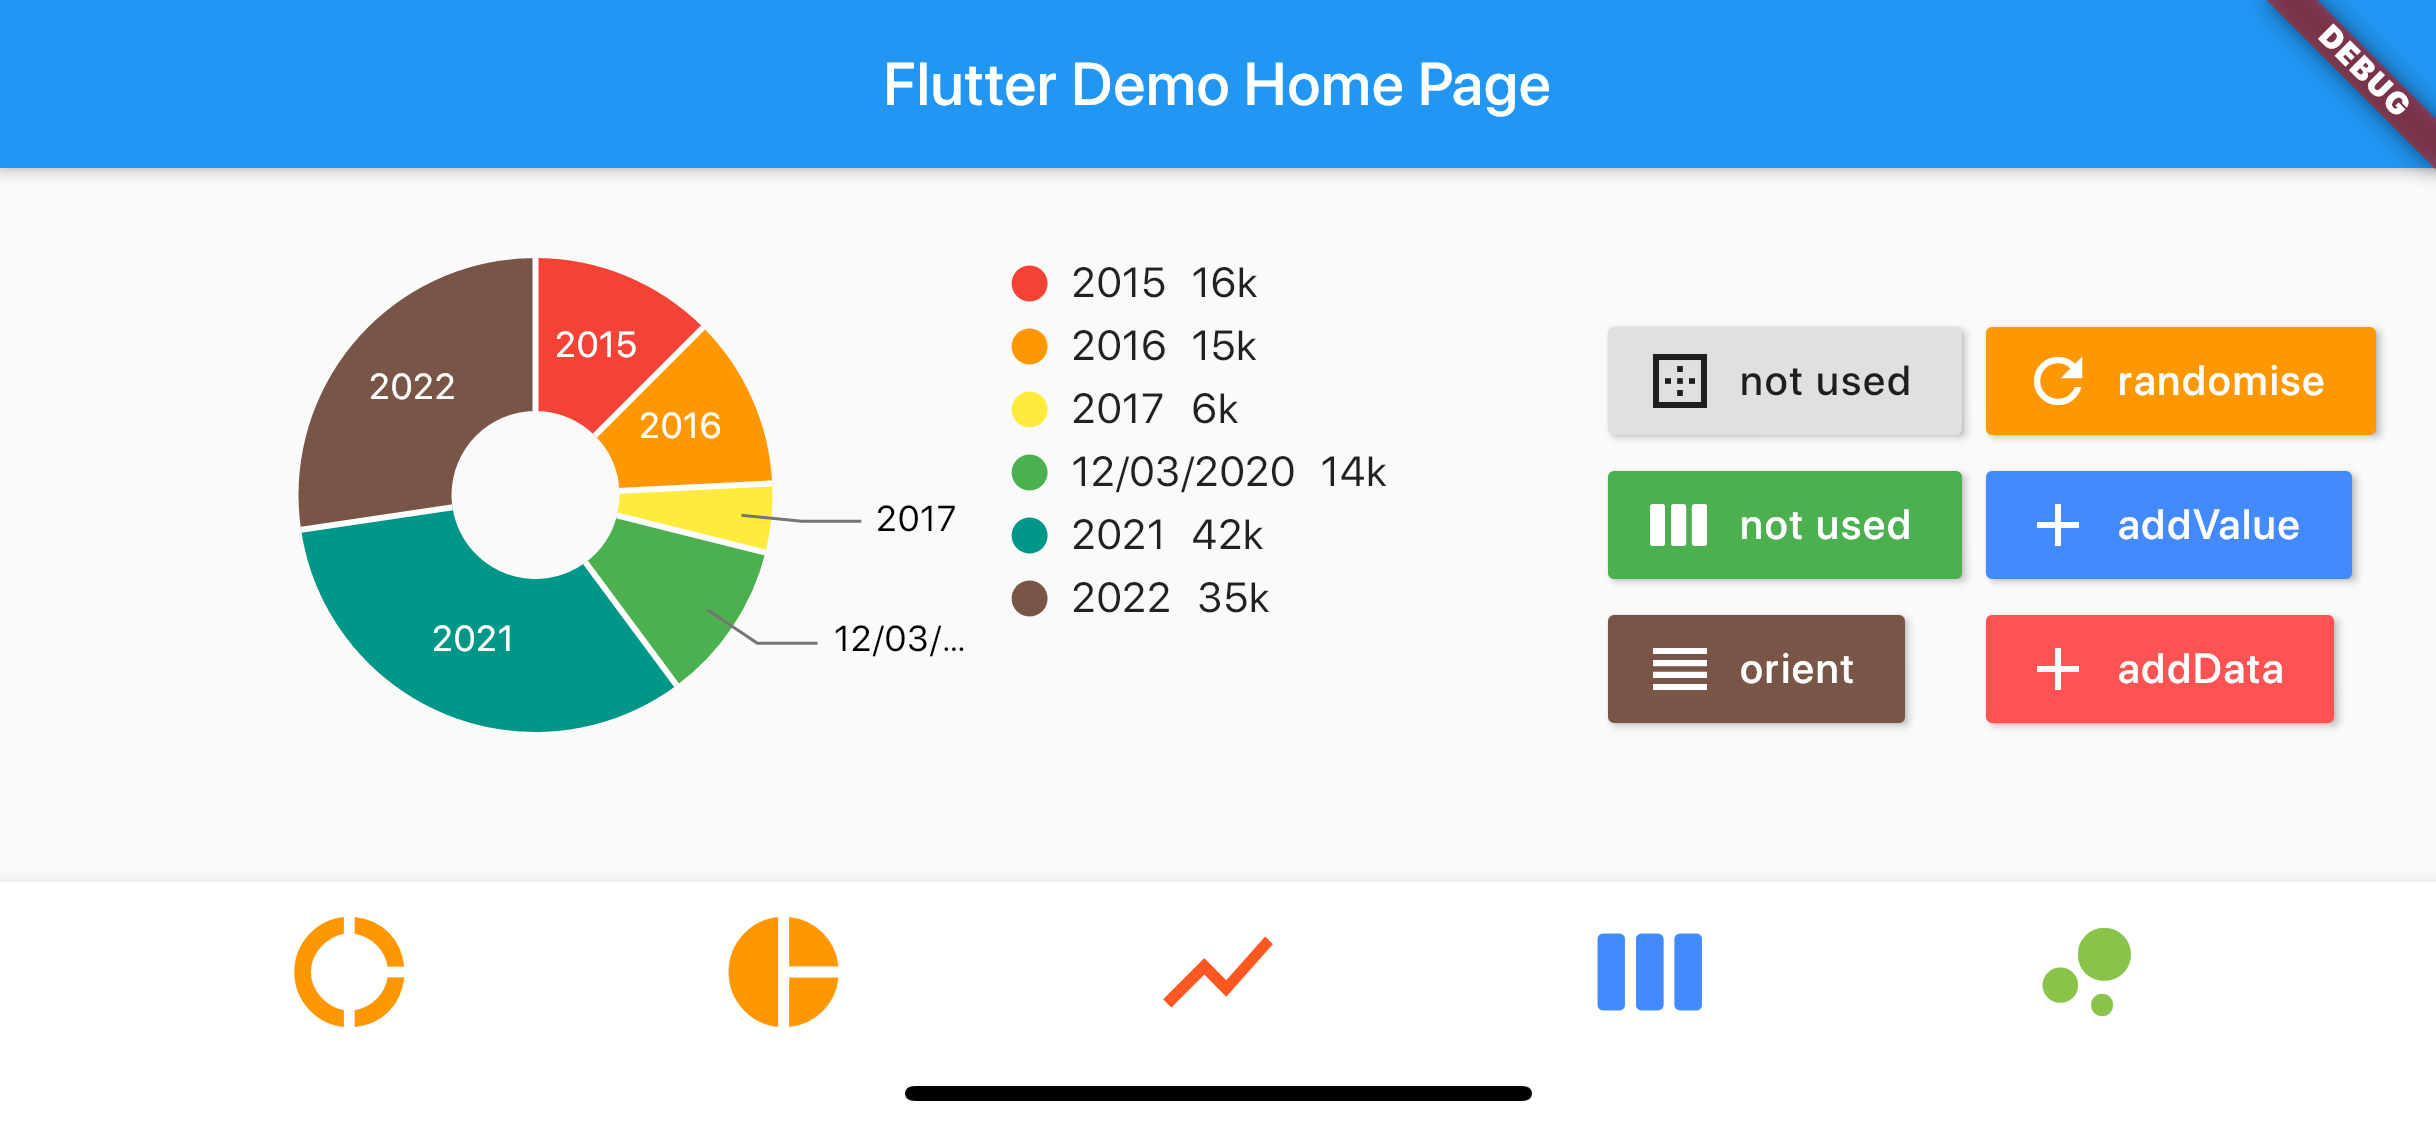 Flutter Demo Home Page
DEBUG
2015
2016
2017
12/03/...
2021
2022
2015 16k
2016 15k
2017 6k
12/03/2020 14k
2021 42k
2022 35k
not used
randomise
not used
addValue
orient
addData